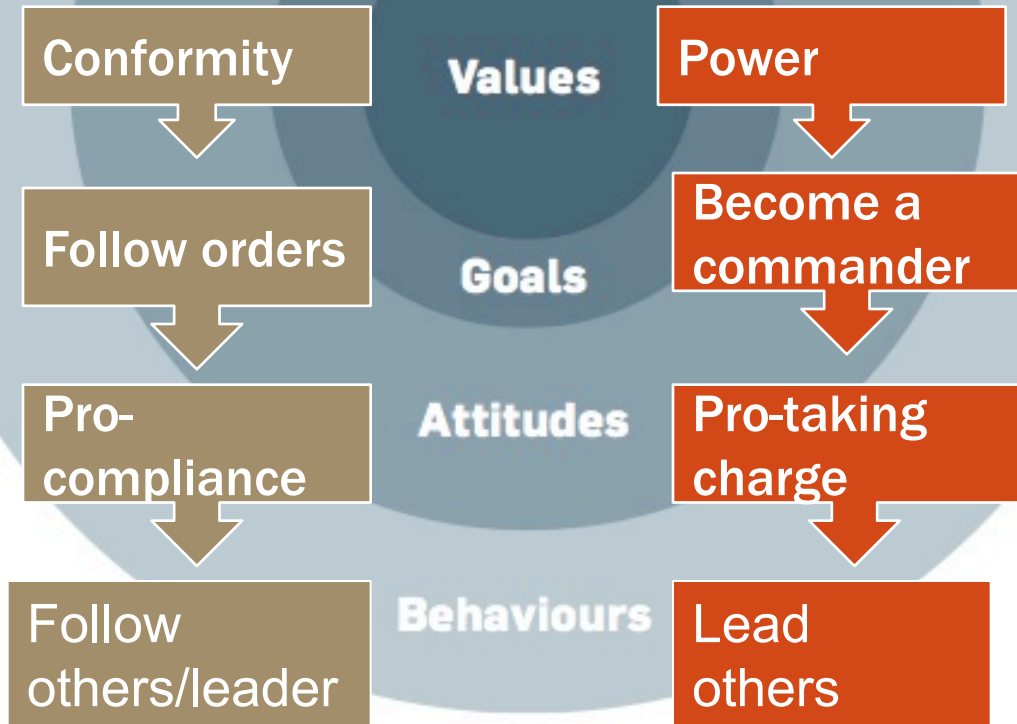 Conformity
Values
Power
Follow orders
Goals
Become a
commander
Pro-
compliance
Attitudes
Pro-taking
charge
Follow
others/leader
Behaviours
Lead
others